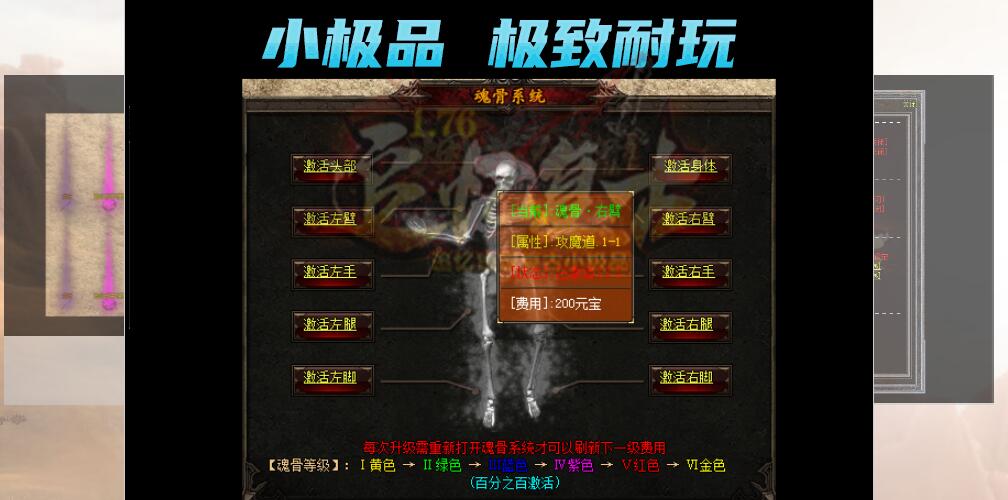 小极品 极致耐玩
魂骨系统
1.76
激活头部
激活身体
激活左臂
激活右臂
激活左手
激活右手
激活左腿
激活右腿
激活左脚
激活右脚
魂骨·右臂
[属性]:攻魔道 1-1
[费用]:200元宝
每次升级需重新打开魂骨系统才可以刷新下一级费用
【魂骨等级】: Ⅰ黄色 → Ⅱ绿色 → Ⅲ蓝色 → Ⅳ紫色 → Ⅴ红色 → Ⅵ金色
(百分之百激活)